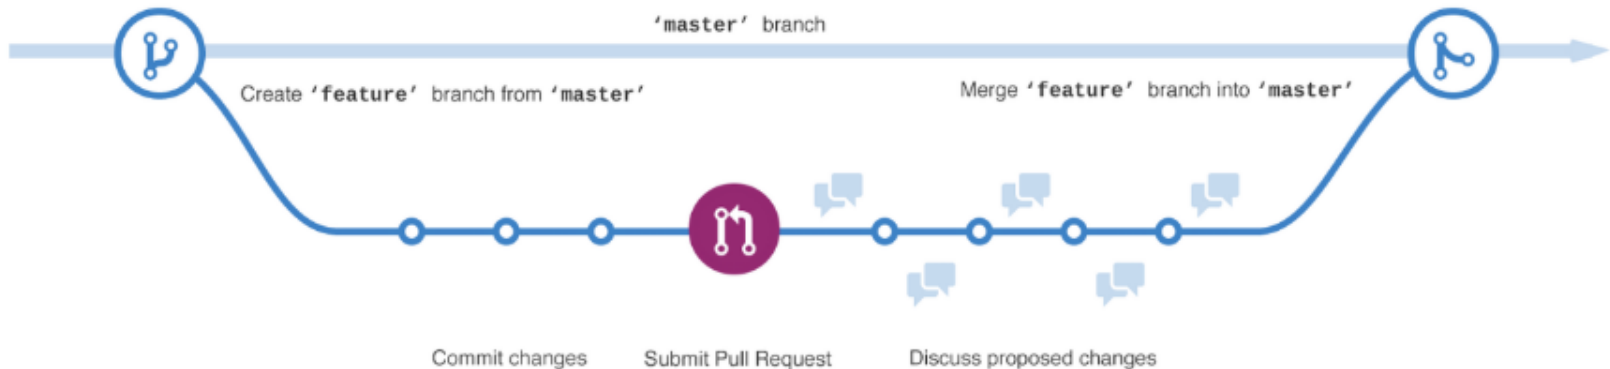 ‘master’ branch
Create ‘feature’ branch from ‘master’
Merge ‘feature’ branch into ‘master’
Commit changes
Submit Pull Request
Discuss proposed changes